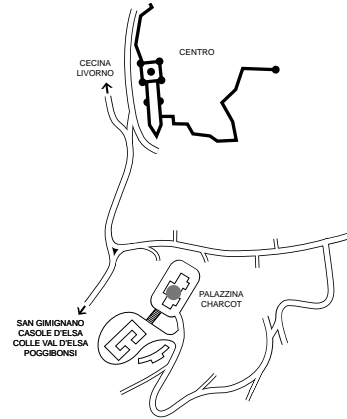 CENTRO
CECINA
LIVORNO
PALAZZINA
CHARCOT
SAN GIMIGNANO
CASOLE D'ELSA
COLLE VAL D'ELSA
POGGIBONSI